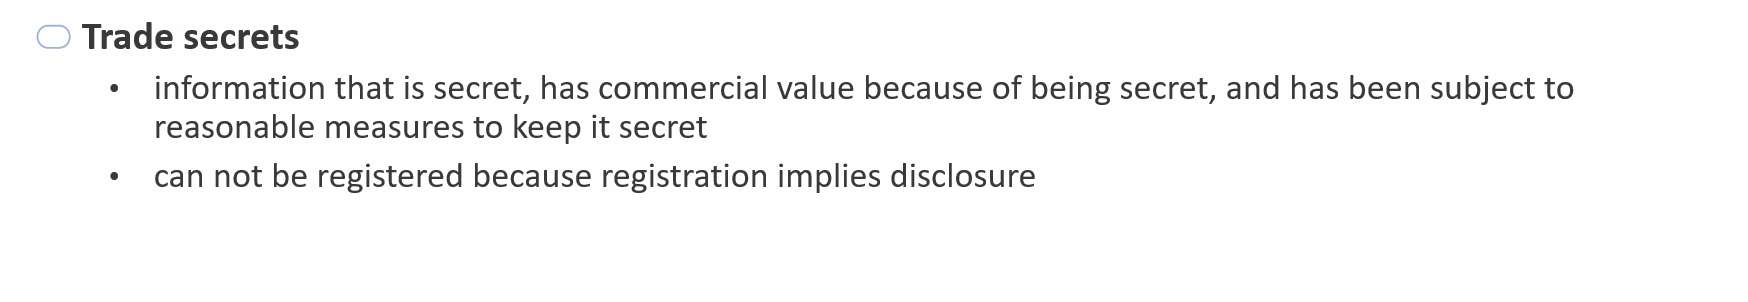 Trade secrets
• information that is secret, has commercial value because of being secret, and has been subject to
reasonable measures to keep it secret
• can not be registered because registration implies disclosure